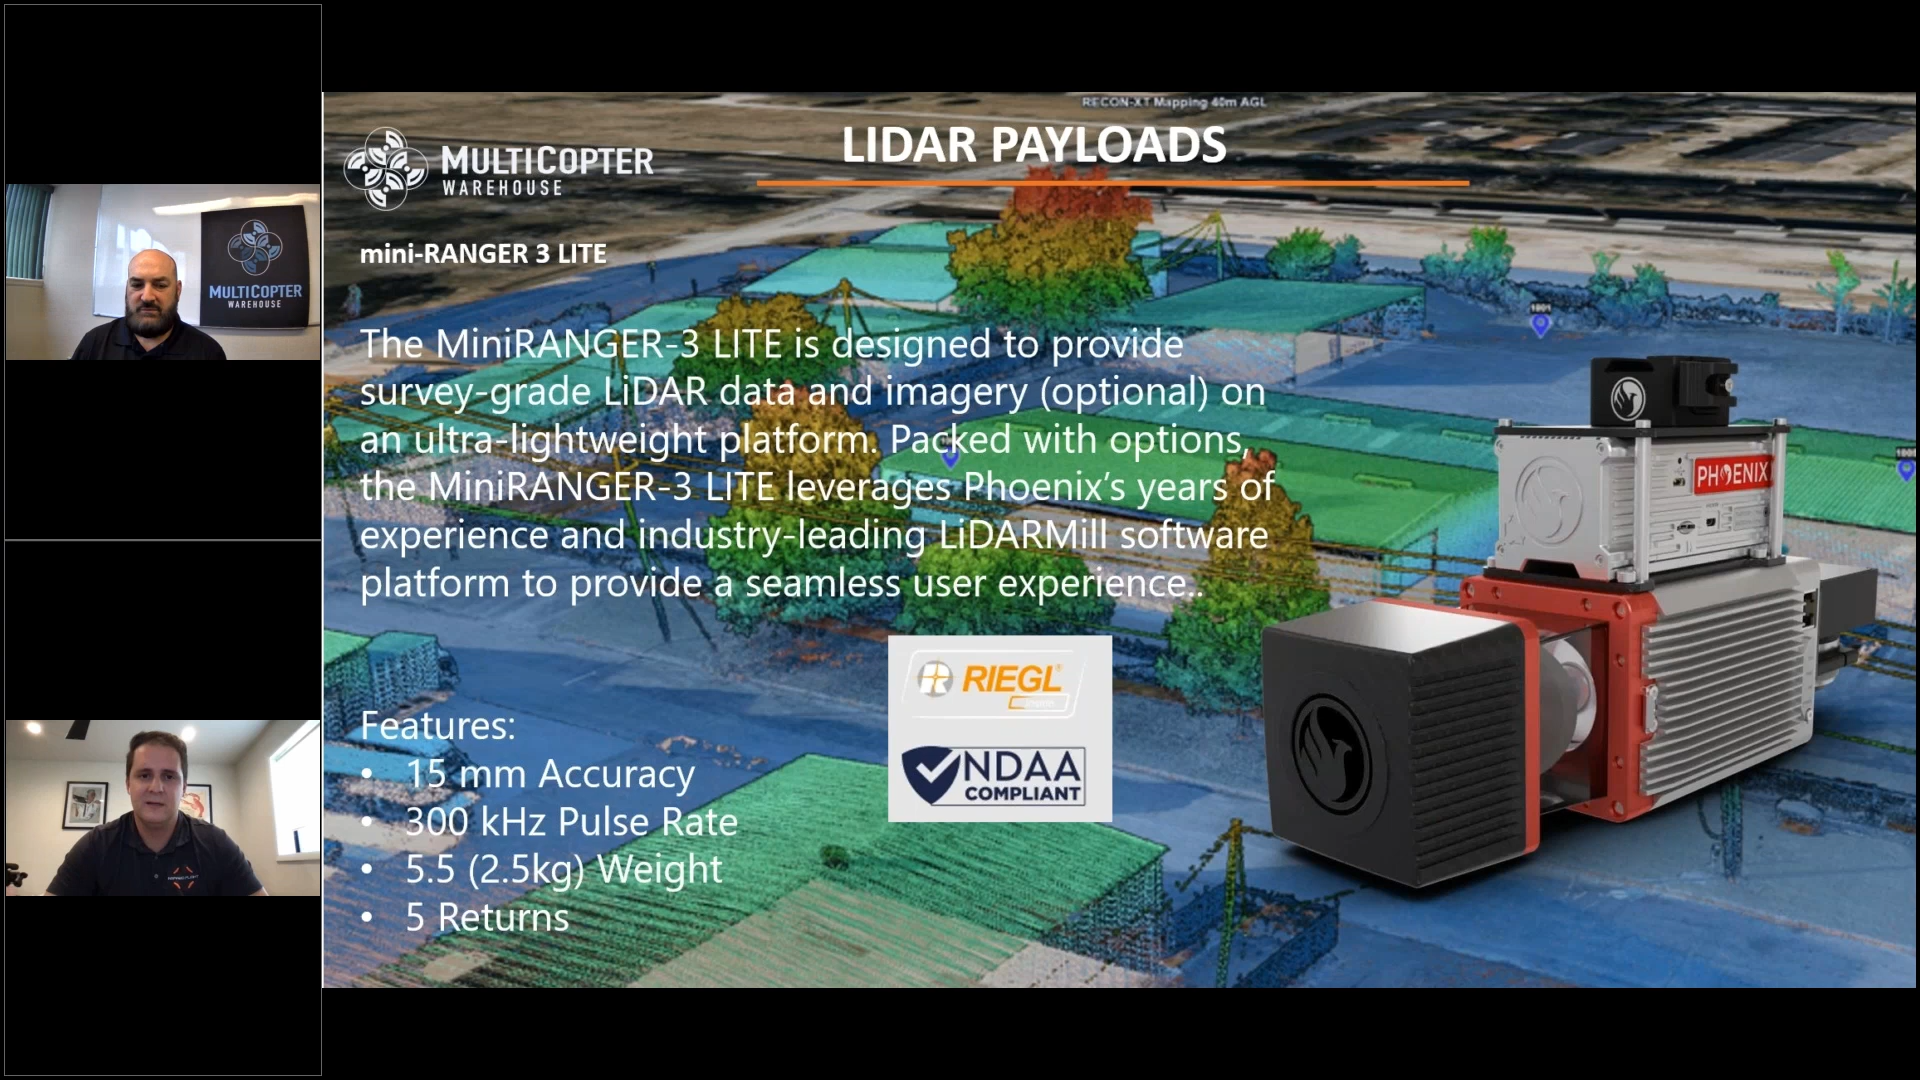 RECON-XT Mapping 40m AGL
MULTICOPTER
WAREHOUSE
LIDAR PAYLOADS
mini-RANGER 3 LITE
The MiniRANGER-3 LITE is designed to provide
survey-grade LiDAR data and imagery (optional) on
an ultra-lightweight platform. Packed with options,
the MiniRANGER-3 LITE leverages Phoenix’s years of
experience and industry-leading LiDARMill software
platform to provide a seamless user experience..
Features:
• 15 mm Accuracy
• 300 kHz Pulse Rate
• 5.5 (2.5kg) Weight
• 5 Returns
RIEGL®
NDAA
COMPLIANT
PHOENIX
1001
MULTICOPTER
WAREHOUSE